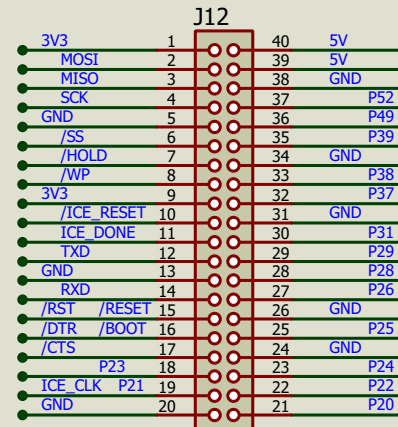 J12
3V3 1 40 5V
MOSI 2 39 5V
MISO 3 38 GND
SCK 4 37 P52
GND 5 36 P49
/SS 6 35 P39
/HOLD 7 34 GND
/WP 8 33 P38
3V3 9 32 P37
/ICE_RESET 10 31 GND
ICE_DONE 11 30 P31
TXD 12 29 P29
GND 13 28 P28
RXD 14 27 P26
/RST /RESET 15 26 GND
/DTR /BOOT 16 25 P25
/CTS 17 24 GND
P23 18 23 P24
ICE_CLK P21 19 22 P22
GND 20 21 P20